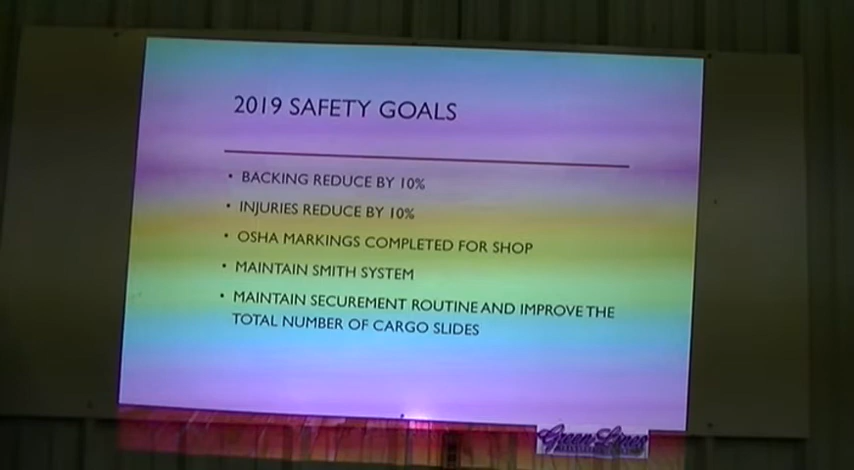 2019 SAFETY GOALS
• BACKING REDUCE BY 10%
• INJURIES REDUCE BY 10%
• OSHA MARKINGS COMPLETED FOR SHOP
• MAINTAIN SMITH SYSTEM
• MAINTAIN SECUREMENT ROUTINE AND IMPROVE THE
TOTAL NUMBER OF CARGO SLIDES
Green Lines